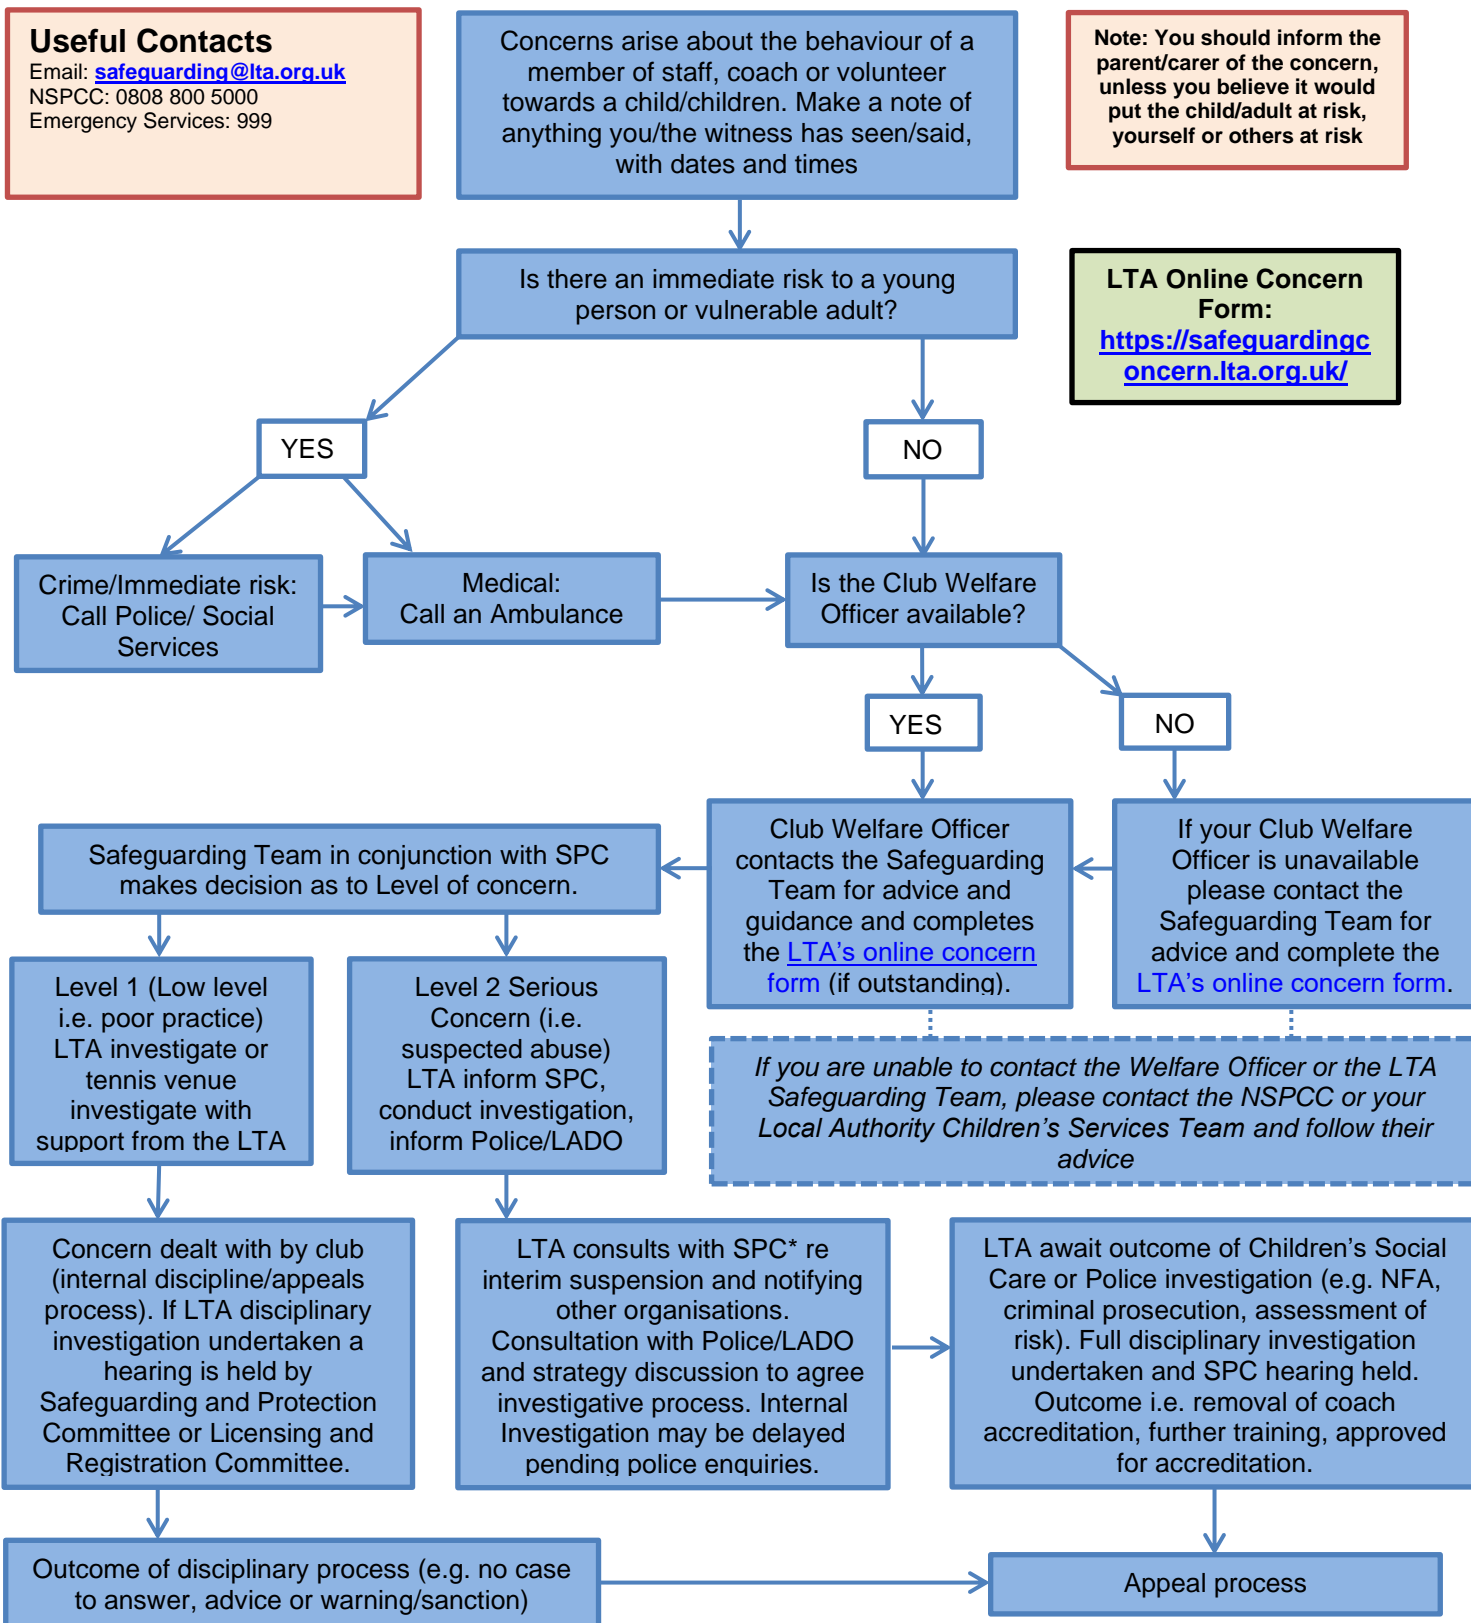 Useful Contacts
Email: safeguarding@lta.org.uk
NSPCC: 0808 800 5000
Emergency Services: 999
Concerns arise about the behaviour of a
member of staff, coach or volunteer
towards a child/children. Make a note of
anything you/the witness has seen/said,
with dates and times
Note: You should inform the
parent/carer of the concern,
unless you believe it would
put the child/adult at risk,
yourself or others at risk
Is there an immediate risk to a young
person or vulnerable adult?
LTA Online Concern
Form:
https://safeguardingc
oncern.lta.org.uk/
YES
NO
Crime/Immediate risk:
Call Police/ Social
Services
Medical:
Call an Ambulance
Is the Club Welfare
Officer available?
YES
NO
Safeguarding Team in conjunction with SPC
makes decision as to Level of concern.
Club Welfare Officer
contacts the Safeguarding
Team for advice and
guidance and completes
the LTA's online concern
form (if outstanding).
If your Club Welfare
Officer is unavailable
please contact the
Safeguarding Team for
advice and complete the
LTA's online concern form.
Level 1 (Low level
i.e. poor practice)
LTA investigate or
tennis venue
investigate with
support from the LTA
Level 2 Serious
Concern (i.e.
suspected abuse)
LTA inform SPC,
conduct investigation,
inform Police/LADO
If you are unable to contact the Welfare Officer or the LTA
Safeguarding Team, please contact the NSPCC or your
Local Authority Children's Services Team and follow their
advice
Concern dealt with by club
(internal discipline/appeals
process). If LTA disciplinary
investigation undertaken a
hearing is held by
Safeguarding and Protection
Committee or Licensing and
Registration Committee.
LTA consults with SPC* re
interim suspension and notifying
other organisations.
Consultation with Police/LADO
and strategy discussion to agree
investigative process. Internal
Investigation may be delayed
pending police enquiries.
LTA await outcome of Children's Social
Care or Police investigation (e.g. NFA,
criminal prosecution, assessment of
risk). Full disciplinary investigation
undertaken and SPC hearing held.
Outcome i.e. removal of coach
accreditation, further training, approved
for accreditation.
Outcome of disciplinary process (e.g. no case
to answer, advice or warning/sanction)
Appeal process